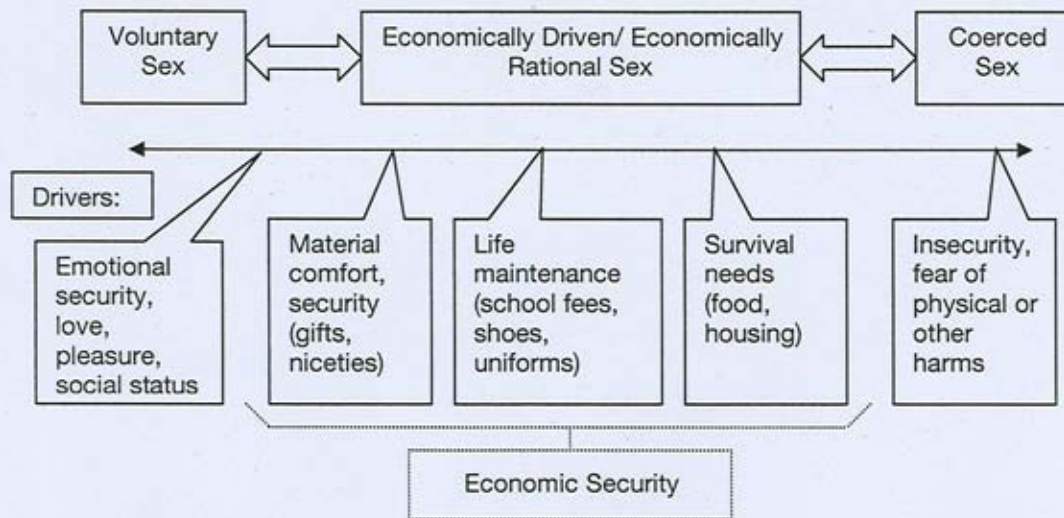 Voluntary
Sex
Economically Driven/ Economically
Rational Sex
Coerced
Sex
Drivers:
Emotional
security,
love,
pleasure,
social status
Material
comfort,
security
(gifts,
niceties)
Life
maintenance
(school fees,
shoes,
uniforms)
Survival
needs
(food,
housing)
Insecurity,
fear of
physical or
other
harms
Economic Security